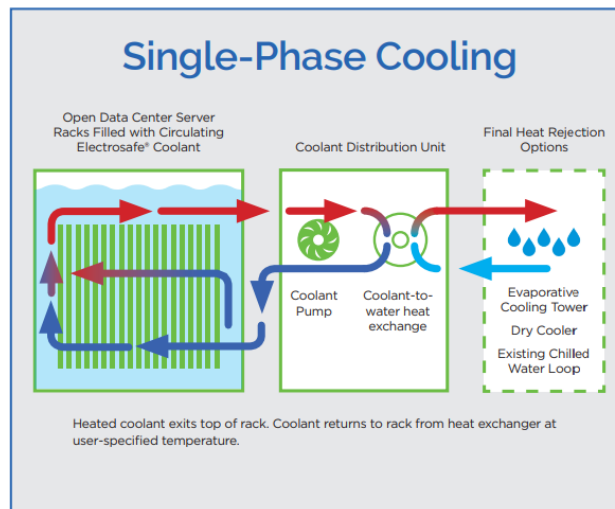 Single-Phase Cooling
Open Data Center Server
Racks Filled with Circulating
Electrosafe® Coolant
Coolant Distribution Unit
Final Heat Rejection
Options
Coolant
Pump
Coolant-to-
water heat
exchange
Evaporative
Cooling Tower
Dry Cooler
Existing Chilled
Water Loop
Heated coolant exits top of rack. Coolant returns to rack from heat exchanger at
user-specified temperature.